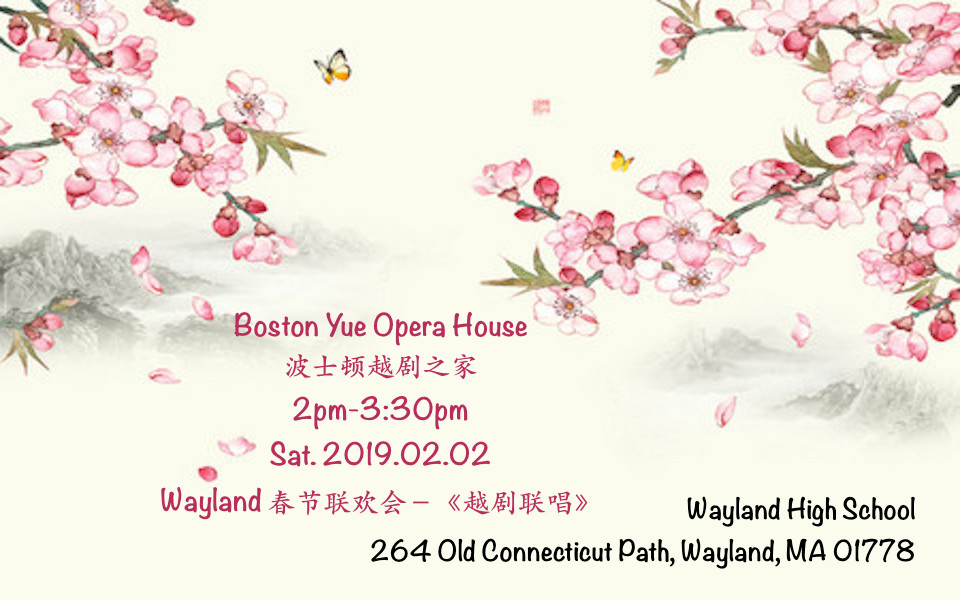 Boston Yue Opera House
波士顿越剧之家
2pm-3:30pm
Sat. 2019.02.02
Wayland 春节联欢会-《越剧联唱》
Wayland High School
264 Old Connecticut Path, Wayland, MA 01778